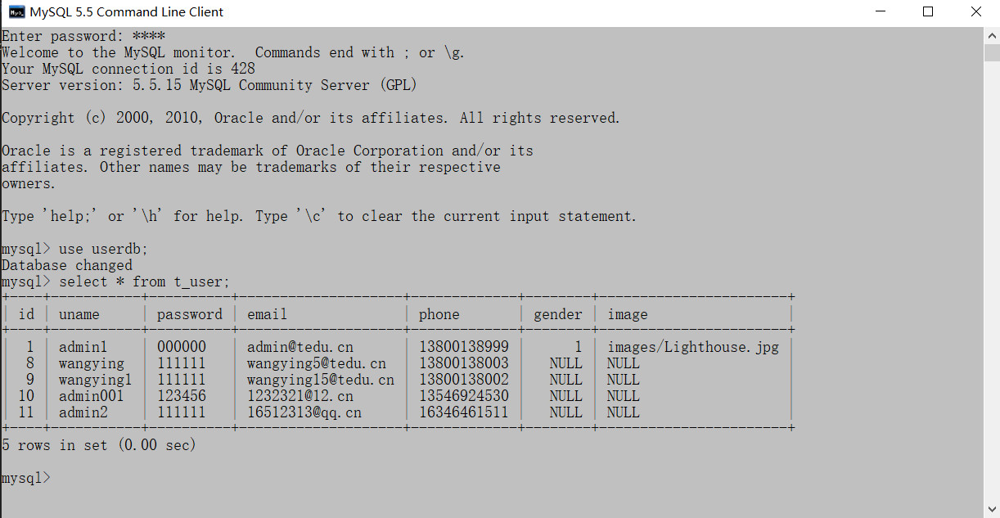 MySQL 5.5 Command Line Client
Enter password: ****
Welcome to the MySQL monitor.  Commands end with ; or \g.
Your MySQL connection id is 428
Server version: 5.5.15 MySQL Community Server (GPL)
Copyright (c) 2000, 2010, Oracle and/or its affiliates. All rights reserved.
Oracle is a registered trademark of Oracle Corporation and/or its
affiliates. Other names may be trademarks of their respective
owners.
Type 'help;' or '\h' for help. Type '\c' to clear the current input statement.
mysql> use userdb;
Database changed
mysql> select * from t_user;
+----+-----------+----------+--------------------+-------------+--------+-----------------------+
| id | uname     | password | email              | phone       | gender | image                 |
+----+-----------+----------+--------------------+-------------+--------+-----------------------+
|  1 | admin1    | 000000   | admin@tedu.cn      | 13800138999 |      1 | images/Lighthouse.jpg |
|  8 | wangying  | 111111   | wangying5@tedu.cn  | 13800138003 |   NULL | NULL                  |
|  9 | wangying1 | 111111   | wangying15@tedu.cn | 13800138002 |   NULL | NULL                  |
| 10 | admin001  | 123456   | 1232321@12.cn      | 13546924530 |   NULL | NULL                  |
| 11 | admin2    | 111111   | 16512313@qq.cn     | 16346461511 |   NULL | NULL                  |
+----+-----------+----------+--------------------+-------------+--------+-----------------------+
5 rows in set (0.00 sec)
mysql>